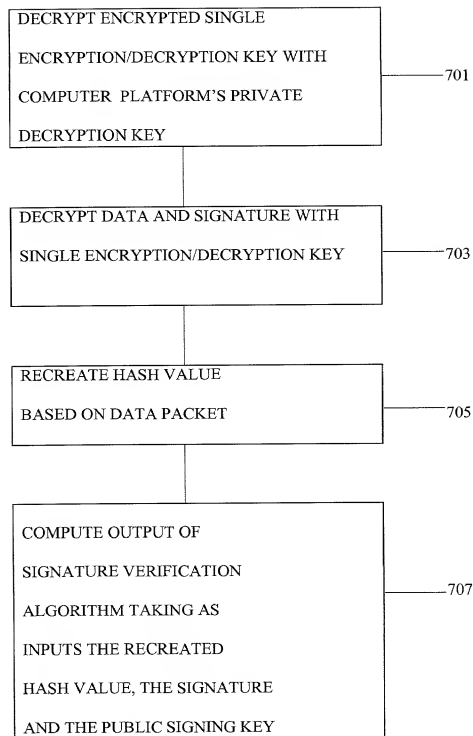 DECRYPT ENCRYPTED SINGLE
ENCRYPTION/DECRYPTION KEY WITH
COMPUTER PLATFORM'S PRIVATE
DECRYPTION KEY
701
DECRYPT DATA AND SIGNATURE WITH
SINGLE ENCRYPTION/DECRYPTION KEY
703
RECREATE HASH VALUE
BASED ON DATA PACKET
705
COMPUTE OUTPUT OF
SIGNATURE VERIFICATION
ALGORITHM TAKING AS
INPUTS THE RECREATED
HASH VALUE, THE SIGNATURE
AND THE PUBLIC SIGNING KEY
707